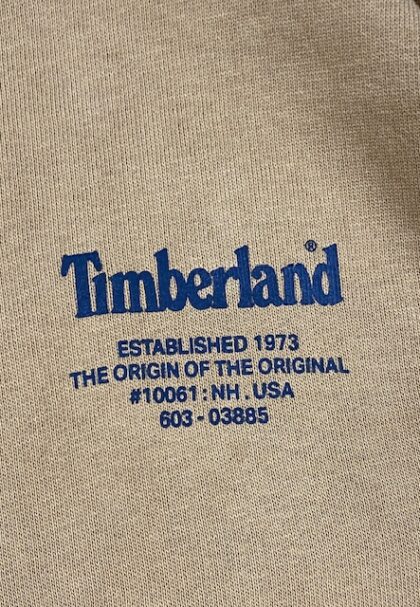 Timberland®
ESTABLISHED 1973
THE ORIGIN OF THE ORIGINAL
#10061 : NH . USA
603 - 03885